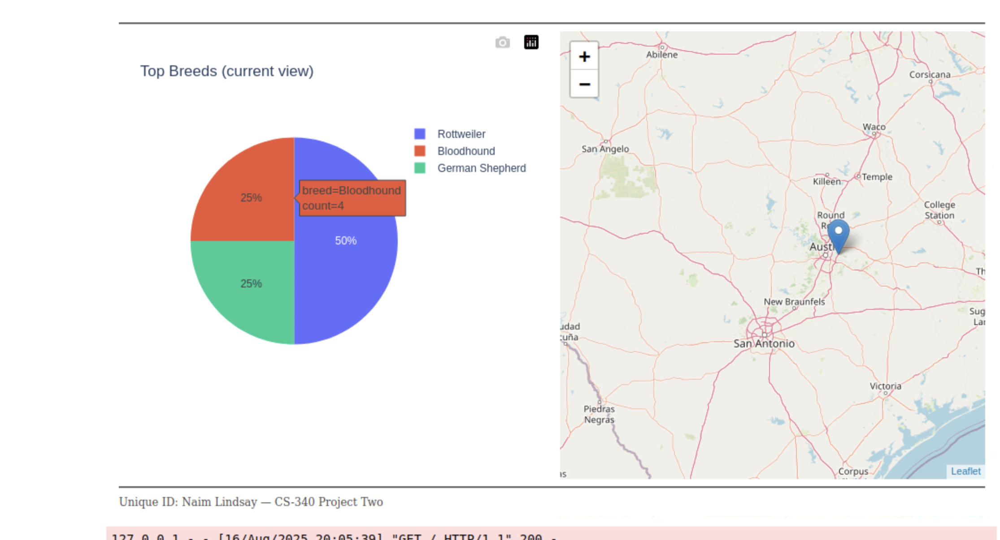 Top Breeds (current view)
Rottweiler
Bloodhound
German Shepherd
breed=Bloodhound
count=4
25%
50%
25%
+
−
Abilene
Corsicana
Waco
San Angelo
Killeen
Temple
College
Station
Round
Austi
New Braunfels
San Antonio
Th
Sug
Lar
udad
cuña
Piedras
Negras
Victoria
as
Corpus
Leaflet
Unique ID: Naim Lindsay — CS-340 Project Two
127.0.0.1 - - [16/Aug/2025 20:05:39] "GET / HTTP/1.1" 200 -